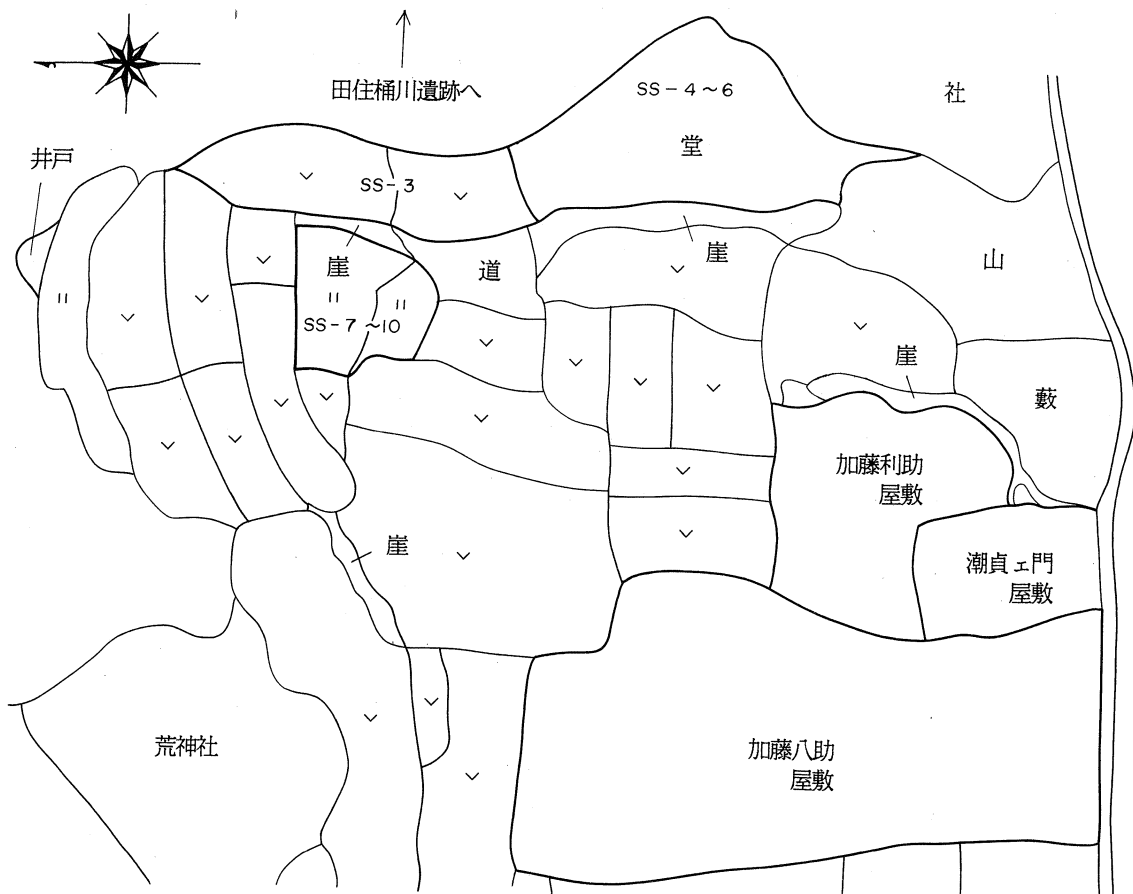 田住桶川遺跡へ
SS-4～6
社
堂
井戸
SS-3
崖
崖
道
山
SS-7～10
崖
藪
加藤利助
屋敷
崖
潮貞ェ門
屋敷
荒神社
加藤八助
屋敷